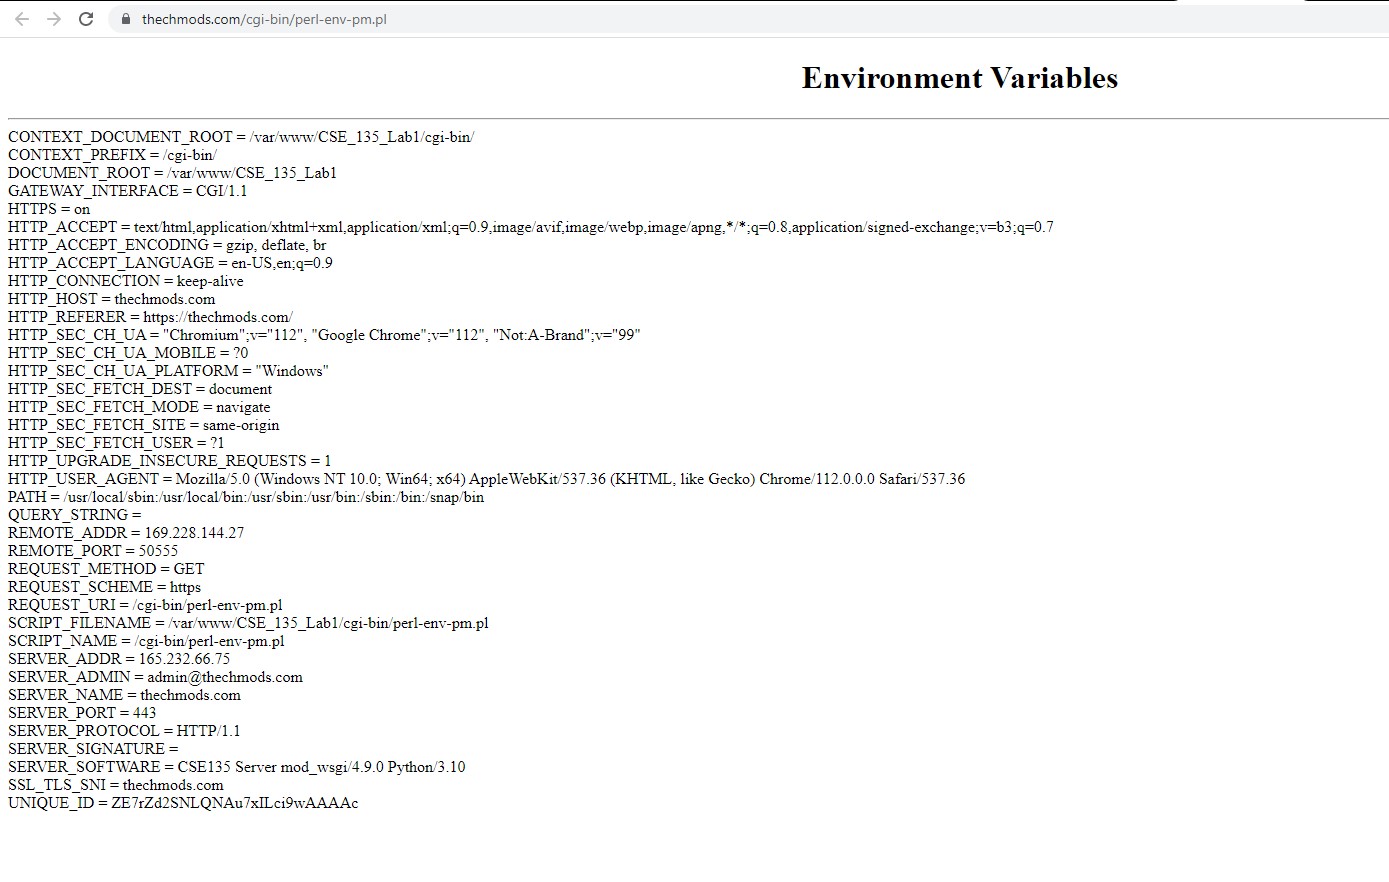 thechmods.com/cgi-bin/perl-env-pm.pl
Environment Variables
CONTEXT_DOCUMENT_ROOT = /var/www/CSE_135_Lab1/cgi-bin/
CONTEXT_PREFIX = /cgi-bin/
DOCUMENT_ROOT = /var/www/CSE_135_Lab1
GATEWAY_INTERFACE = CGI/1.1
HTTPS = on
HTTP_ACCEPT = text/html,application/xhtml+xml,application/xml;q=0.9,image/avif,image/webp,image/apng,*/*;q=0.8,application/signed-exchange;v=b3;q=0.7
HTTP_ACCEPT_ENCODING = gzip, deflate, br
HTTP_ACCEPT_LANGUAGE = en-US,en;q=0.9
HTTP_CONNECTION = keep-alive
HTTP_HOST = thechmods.com
HTTP_REFERER = https://thechmods.com/
HTTP_SEC_CH_UA = "Chromium";v="112", "Google Chrome";v="112", "Not:A-Brand";v="99"
HTTP_SEC_CH_UA_MOBILE = ?0
HTTP_SEC_CH_UA_PLATFORM = "Windows"
HTTP_SEC_FETCH_DEST = document
HTTP_SEC_FETCH_MODE = navigate
HTTP_SEC_FETCH_SITE = same-origin
HTTP_SEC_FETCH_USER = ?1
HTTP_UPGRADE_INSECURE_REQUESTS = 1
HTTP_USER_AGENT = Mozilla/5.0 (Windows NT 10.0; Win64; x64) AppleWebKit/537.36 (KHTML, like Gecko) Chrome/112.0.0.0 Safari/537.36
PATH = /usr/local/sbin:/usr/local/bin:/usr/sbin:/usr/bin:/sbin:/bin:/snap/bin
QUERY_STRING =
REMOTE_ADDR = 169.228.144.27
REMOTE_PORT = 50555
REQUEST_METHOD = GET
REQUEST_SCHEME = https
REQUEST_URI = /cgi-bin/perl-env-pm.pl
SCRIPT_FILENAME = /var/www/CSE_135_Lab1/cgi-bin/perl-env-pm.pl
SCRIPT_NAME = /cgi-bin/perl-env-pm.pl
SERVER_ADDR = 165.232.66.75
SERVER_ADMIN = admin@thechmods.com
SERVER_NAME = thechmods.com
SERVER_PORT = 443
SERVER_PROTOCOL = HTTP/1.1
SERVER_SIGNATURE =
SERVER_SOFTWARE = CSE135 Server mod_wsgi/4.9.0 Python/3.10
SSL_TLS_SNI = thechmods.com
UNIQUE_ID = ZE7rZd2SNLQNAu7xILci9wAAAAc